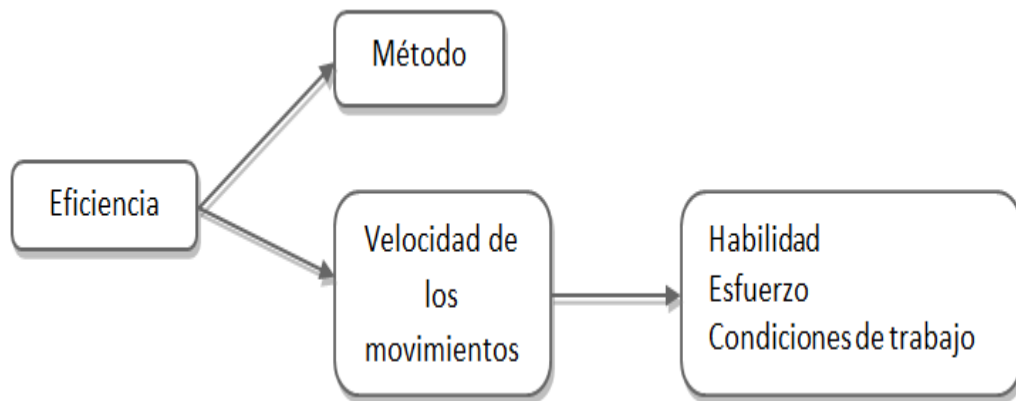 Método
Eficiencia
Velocidad de
los
movimientos
Habilidad
Esfuerzo
Condiciones de trabajo